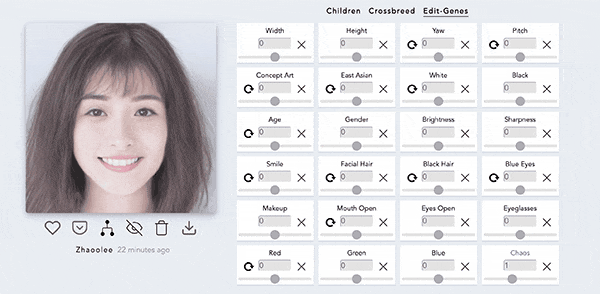 Children Crossbreed Edit-Genes
Width Height Yaw Pitch
0 0 0 0
Concept Art East Asian White Black
0 0 0 0
Age Gender Brightness Sharpness
0 0 0 0
Smile Facial Hair Black Hair Blue Eyes
0 0 0 0
Makeup Mouth Open Eyes Open Eyeglasses
0 0 0 0
Zhaoolee 22 minutes ago
Red Green Blue Chaos
0 0 0 1